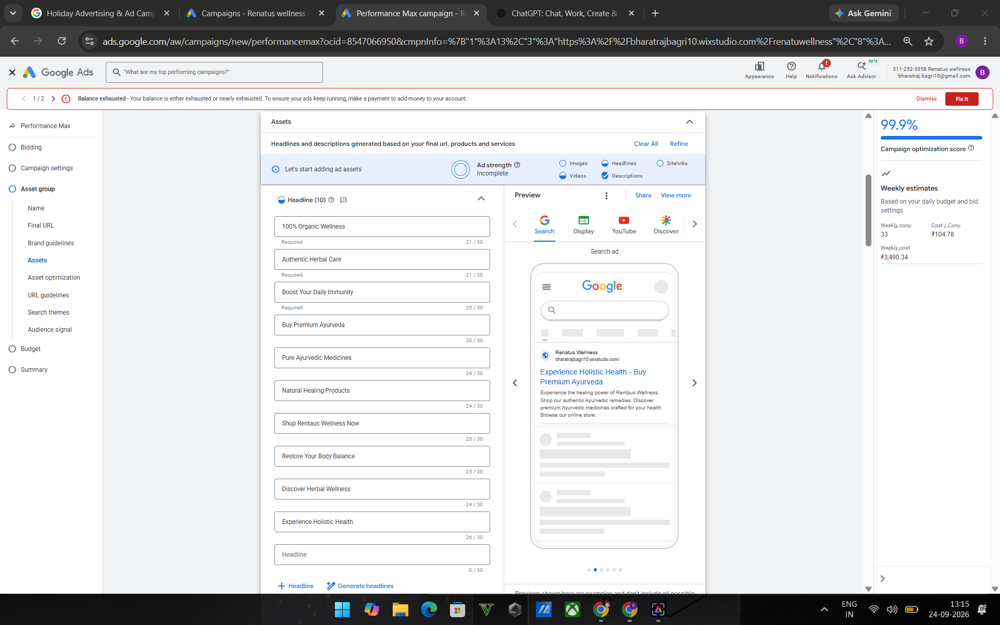 Holiday Advertising & Ad Camp
Campaigns - Renatus wellness -
Performance Max campaign - R
ChatGPT: Chat, Work, Create &
Ask Gemini
ads.google.com/aw/campaigns/new/performancemax?ocid=8547066950&cmpnInfo=%7B"1"%3A13%2C"3"%3A"https%3A%2F%2Fbharatrajbagri10.wixstudio.com%2Frenatuwellness"%2C"8"%3A...
B
Google Ads
"What are my top performing campaigns?"
Appearance
Help
Notifications
Ask Advisor
BETA
311-252-3958 Renatus wellness
bharatraj.bagri10@gmail.com
B
1 / 2
Balance exhausted - Your balance is either exhausted or nearly exhausted. To ensure your ads keep running, make a payment to add money to your account.
Dismiss
Fix It
Performance Max
Bidding
Campaign settings
Asset group
Name
Final URL
Brand guidelines
Assets
Asset optimization
URL guidelines
Search themes
Audience signal
Budget
Summary
Assets
Headlines and descriptions generated based on your final url, products and services
Clear All
Refine
Let's start adding ad assets
Ad strength
Incomplete
Images
Headlines
Sitelinks
Videos
Descriptions
Headline (10)
100% Organic Wellness
Required
21 / 30
Authentic Herbal Care
Required
21 / 30
Boost Your Daily Immunity
Required
25 / 30
Buy Premium Ayurveda
20 / 30
Pure Ayurvedic Medicines
24 / 30
Natural Healing Products
24 / 30
Shop Rentaus Wellness Now
25 / 30
Restore Your Body Balance
25 / 30
Discover Herbal Wellness
24 / 30
Experience Holistic Health
26 / 30
Headline
0 / 30
Headline
Generate headlines
Preview
Share
View more
Search
Display
YouTube
Discover
Search ad
Google
Renatus Wellness
bharatrajbagri10.wixstudio.com/
Experience Holistic Health - Buy
Premium Ayurveda
Experience the healing power of Rentaus Wellness.
Shop our authentic Ayurvedic remedies. Discover
premium Ayurvedic medicines crafted for your health.
Browse our online store.
Previews shown here are examples and don't include all possible
99.9%
Campaign optimization score
Weekly estimates
Based on your daily budget and bid
settings
Weekly conv.
33
Cost / Conv.
₹104.78
Weekly cost
₹3,490.34
ENG
IN
13:15
24-09-2026